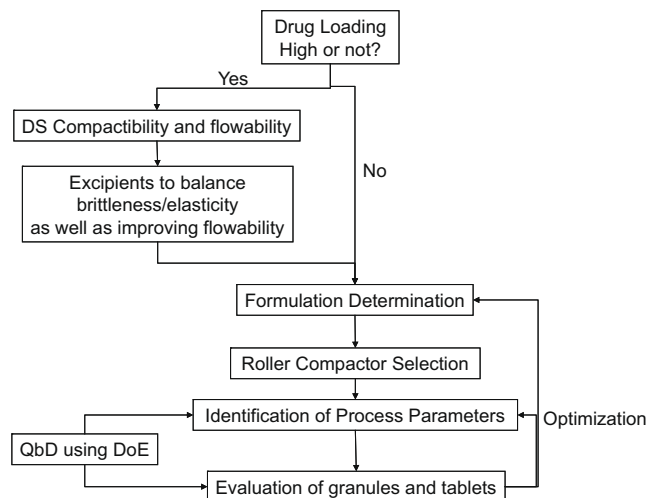 Drug Loading
High or not?
Yes
DS Compactibility and flowability
No
Excipients to balance
brittleness/elasticity
as well as improving flowability
Formulation Determination
Roller Compactor Selection
Identification of Process Parameters
Optimization
QbD using DoE
Evaluation of granules and tablets